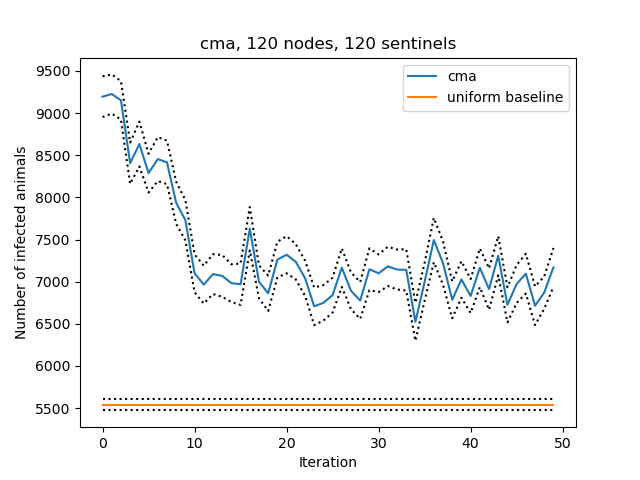 cma, 120 nodes, 120 sentinels
cma
uniform baseline
Number of infected animals
9500
9000
8500
8000
7500
7000
6500
6000
5500
0 10 20 30 40 50
Iteration